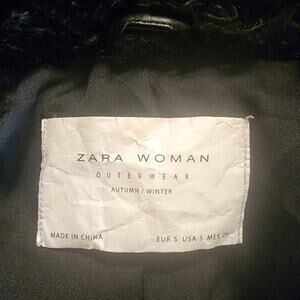 ZARA WOMAN
OUTERWEAR
AUTUMN / WINTER
MADE IN CHINA
EUR S USA S MEX